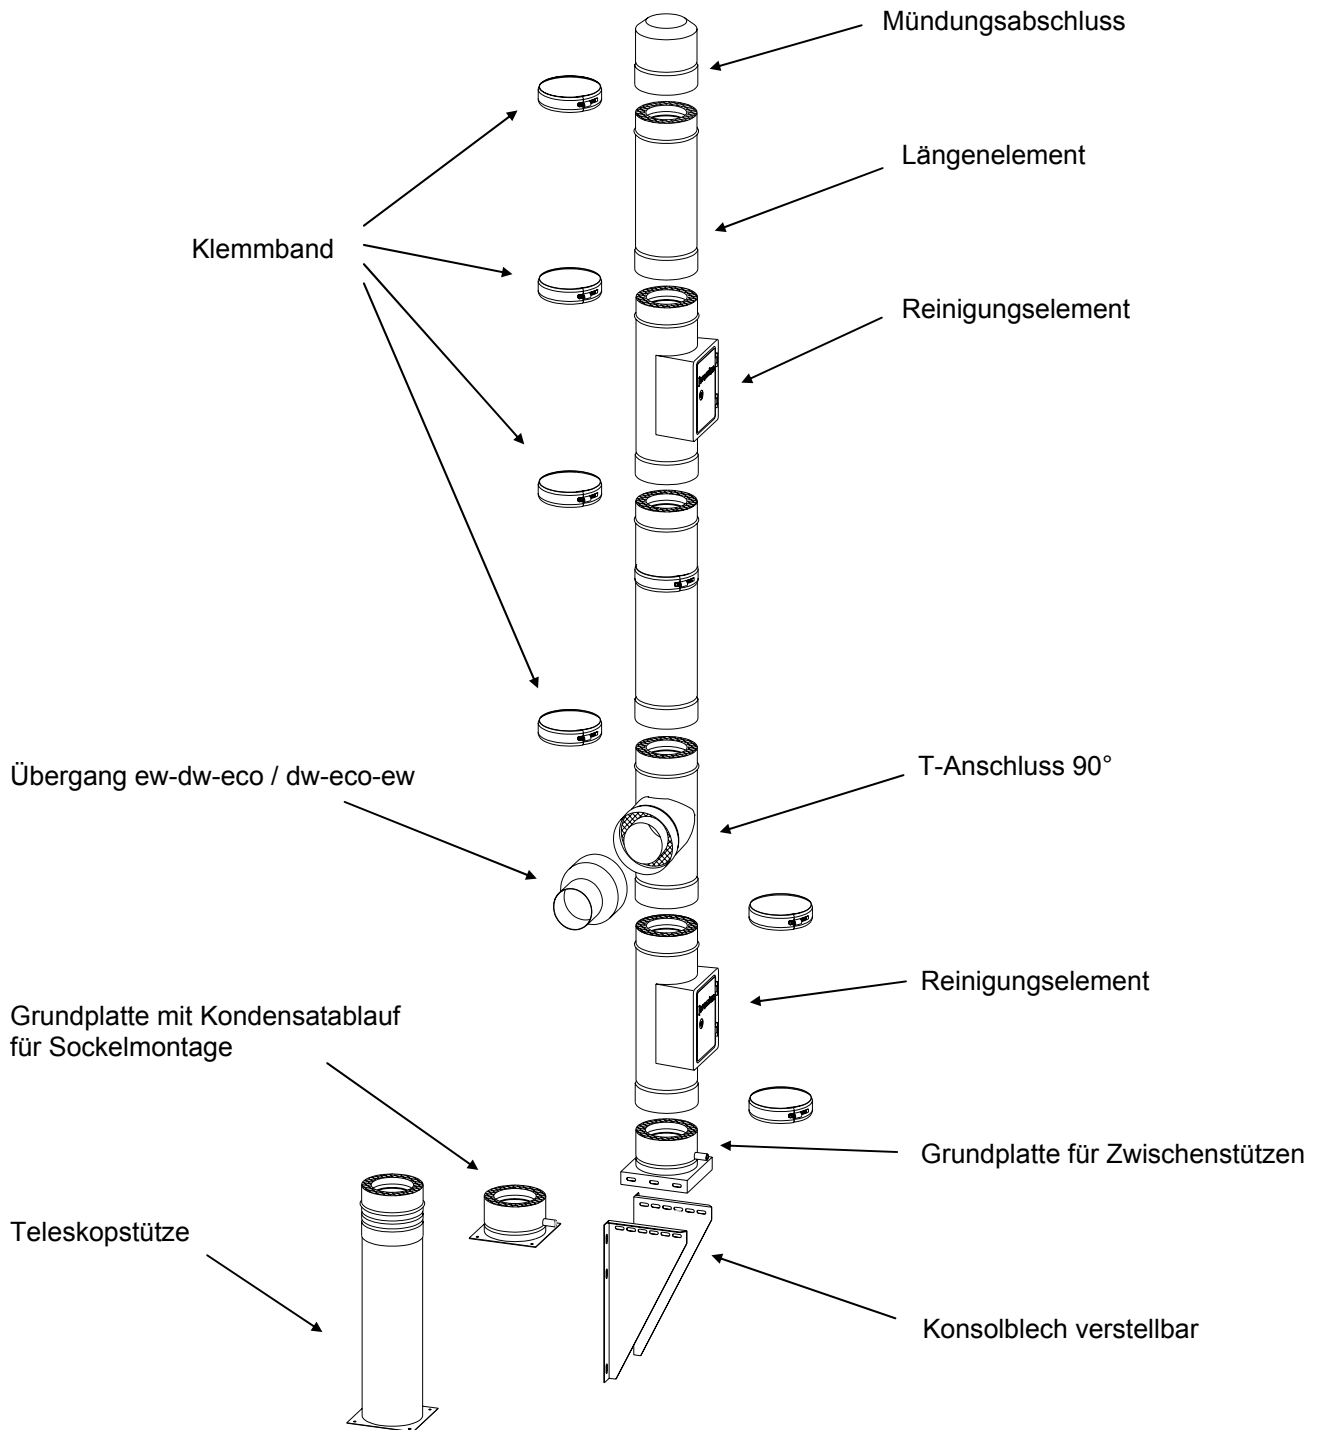 Mündungsabschluss
Längenelement
Klemmband
Reinigungselement
T-Anschluss 90°
Übergang ew-dw-eco / dw-eco-ew
Reinigungselement
Grundplatte mit Kondensatablauf
für Sockelmontage
Grundplatte für Zwischenstützen
Teleskopstütze
Konsolblech verstellbar